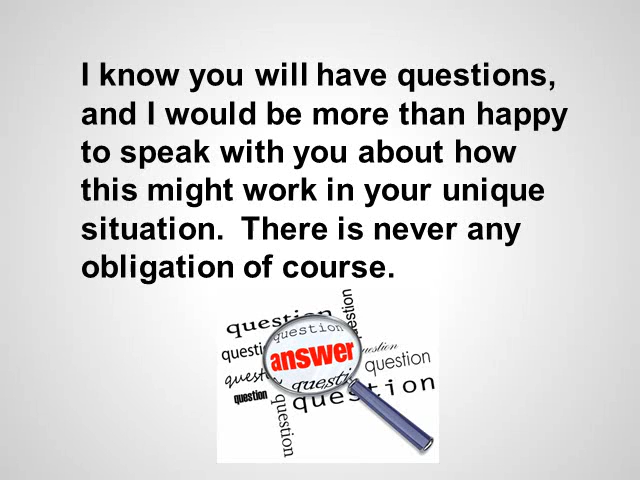 I know you will have questions,
and I would be more than happy
to speak with you about how
this might work in your unique
situation.  There is never any
obligation of course.
question
question
question
questi
answer
question
question
questi
question
question
question
question